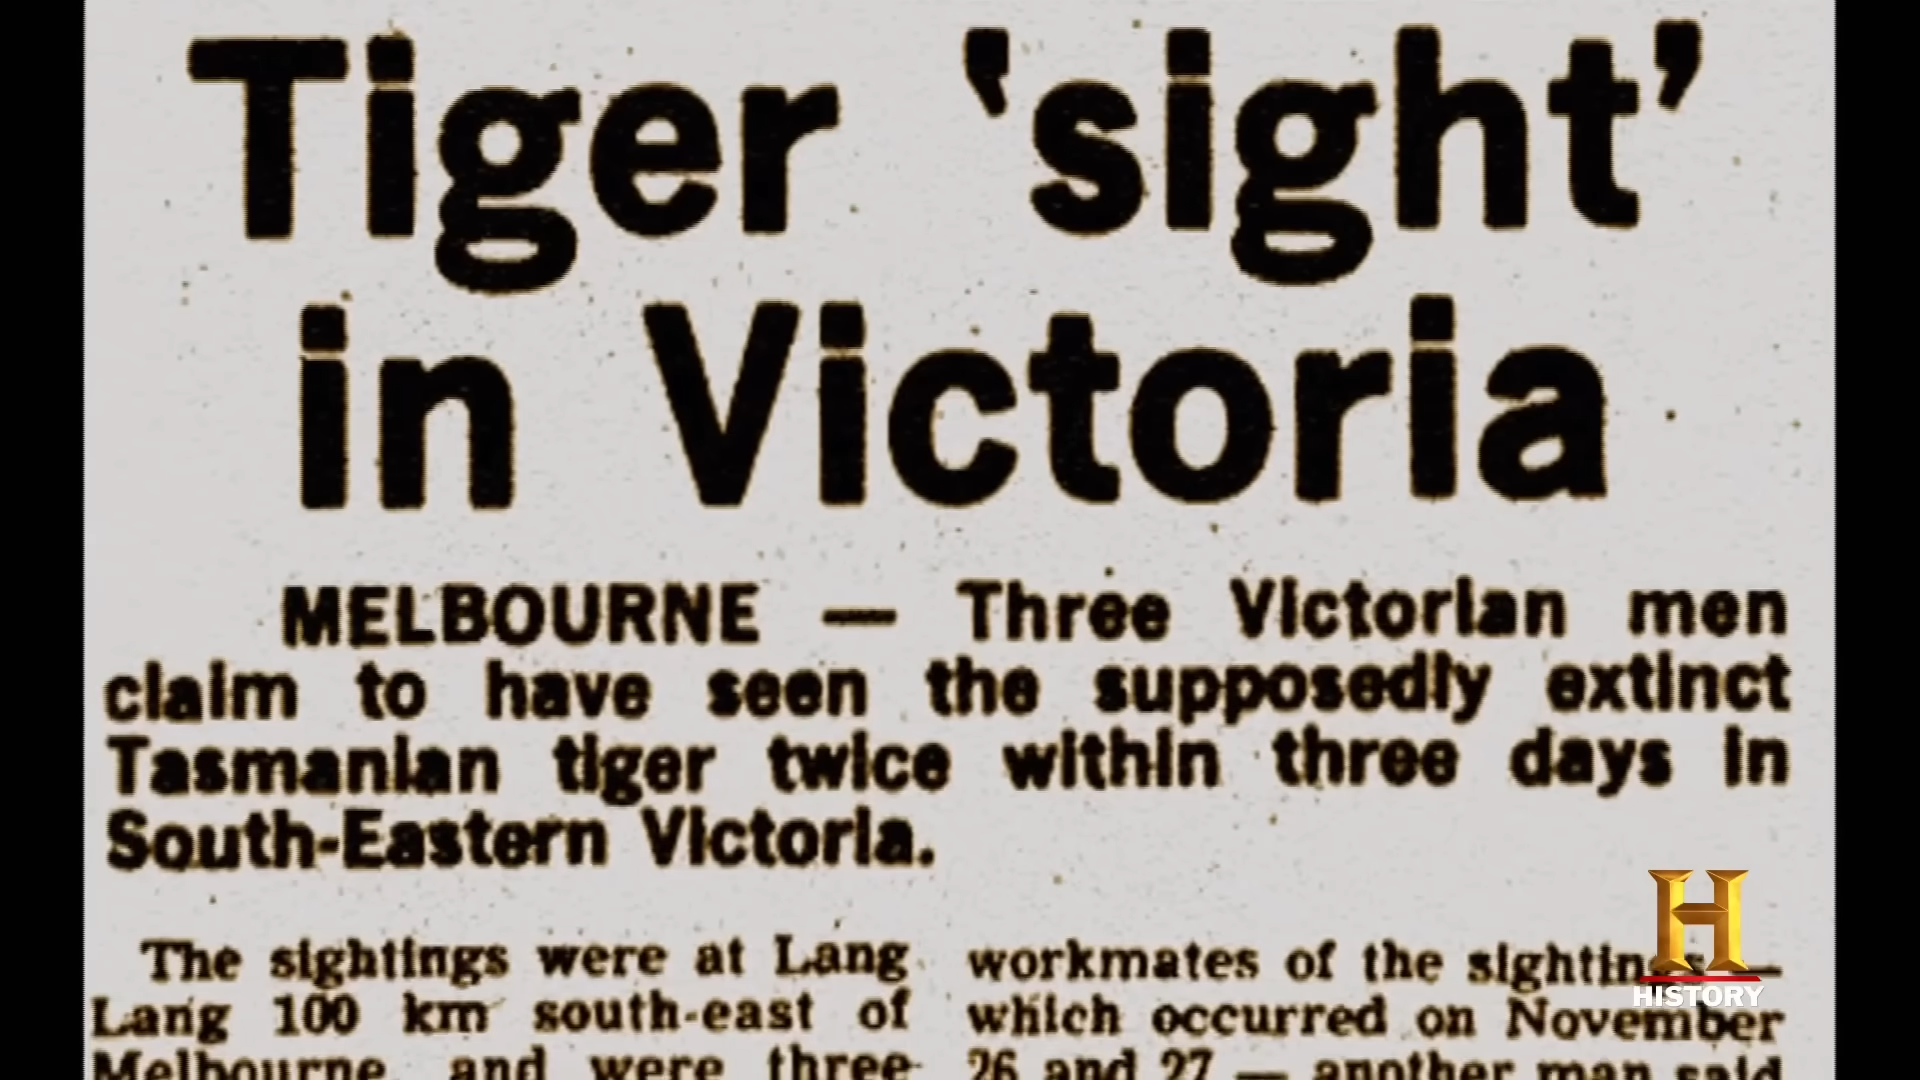 Tiger 'sight'
in Victoria
MELBOURNE — Three Victorian men
claim to have seen the supposedly extinct
Tasmanian tiger twice within three days in
South-Eastern Victoria.
The sightings were at Lang
Lang 100 km south-east of
Melbourne and were three
workmates of the sightings —
which occurred on November
26 and 27 — another man said
H
HISTORY